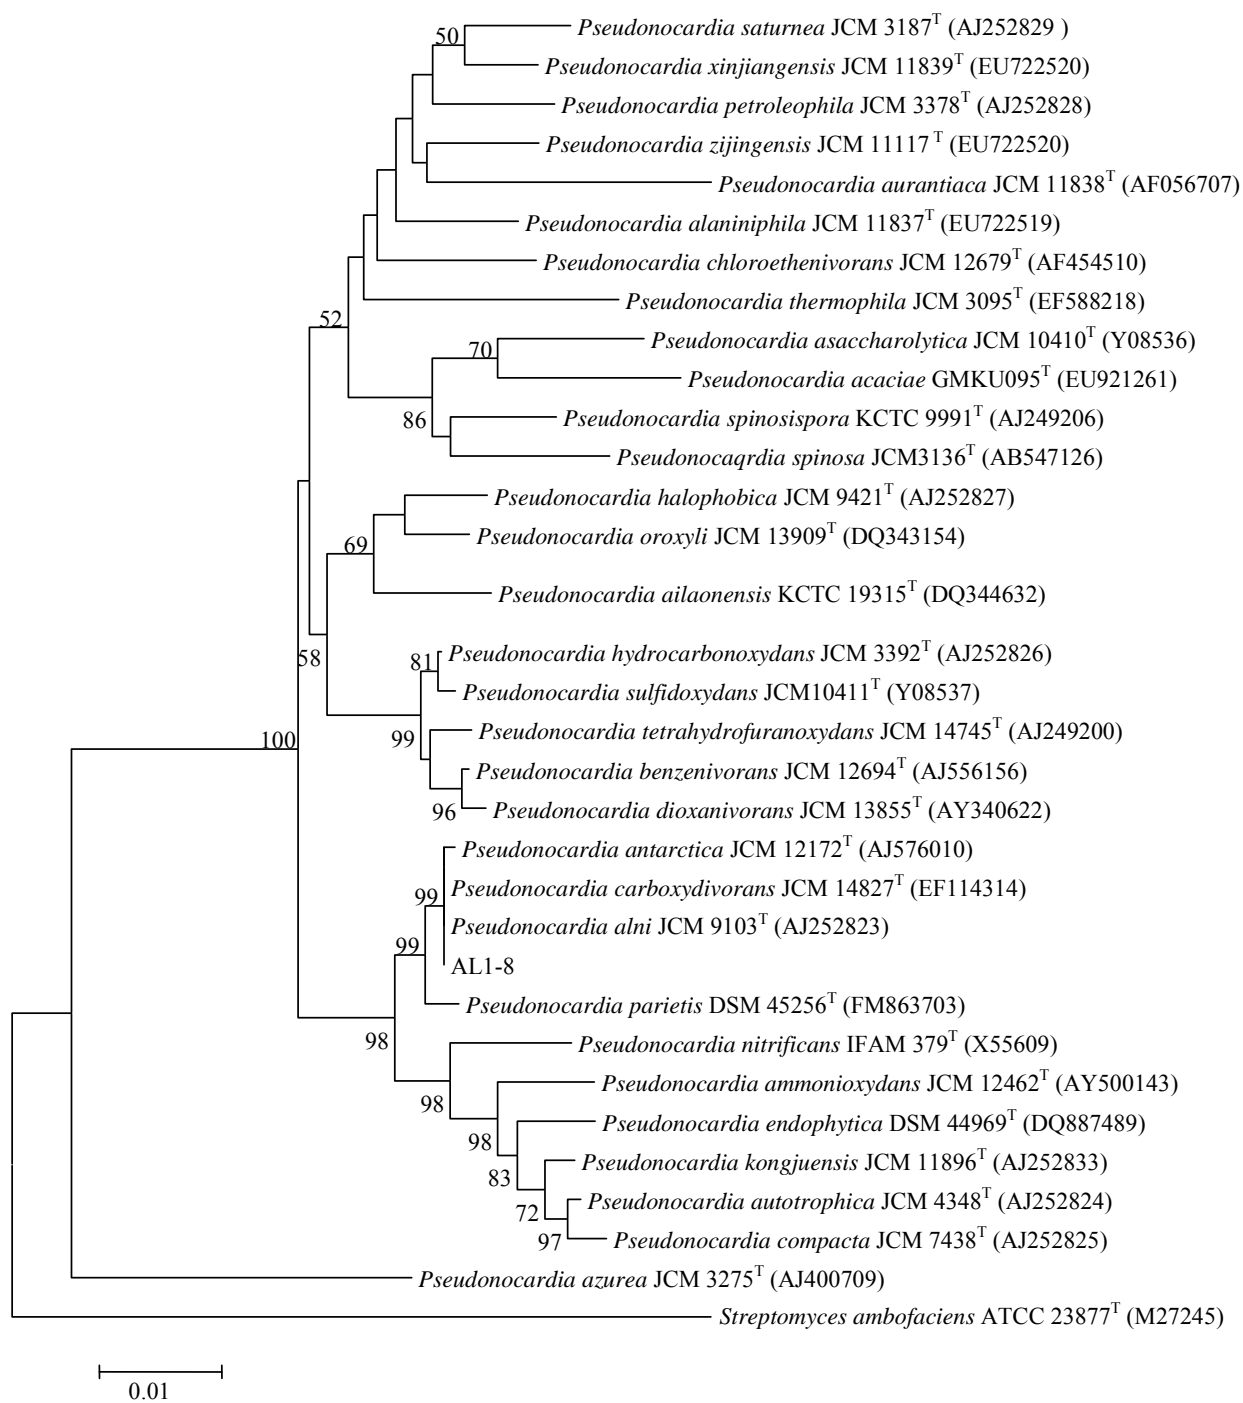 50
Pseudonocardia saturnea JCM 3187T (AJ252829 )
Pseudonocardia xinjiangensis JCM 11839T (EU722520)
Pseudonocardia petroleophila JCM 3378T (AJ252828)
Pseudonocardia zijingensis JCM 11117 T (EU722520)
Pseudonocardia aurantiaca JCM 11838T (AF056707)
Pseudonocardia alaniniphila JCM 11837T (EU722519)
Pseudonocardia chloroethenivorans JCM 12679T (AF454510)
Pseudonocardia thermophila JCM 3095T (EF588218)
52
Pseudonocardia asaccharolytica JCM 10410T (Y08536)
70
Pseudonocardia acaciae GMKU095T (EU921261)
86
Pseudonocardia spinosispora KCTC 9991T (AJ249206)
Pseudonocaqrdia spinosa JCM3136T (AB547126)
Pseudonocardia halophobica JCM 9421T (AJ252827)
Pseudonocardia oroxyli JCM 13909T (DQ343154)
69
Pseudonocardia ailaonensis KCTC 19315T (DQ344632)
58
81
Pseudonocardia hydrocarbonoxydans JCM 3392T (AJ252826)
Pseudonocardia sulfidoxydans JCM10411T (Y08537)
99
Pseudonocardia tetrahydrofuranoxydans JCM 14745T (AJ249200)
100
Pseudonocardia benzenivorans JCM 12694T (AJ556156)
96
Pseudonocardia dioxanivorans JCM 13855T (AY340622)
Pseudonocardia antarctica JCM 12172T (AJ576010)
99
Pseudonocardia carboxydivorans JCM 14827T (EF114314)
Pseudonocardia alni JCM 9103T (AJ252823)
99
AL1-8
Pseudonocardia parietis DSM 45256T (FM863703)
98
Pseudonocardia nitrificans IFAM 379T (X55609)
Pseudonocardia ammonioxydans JCM 12462T (AY500143)
98
Pseudonocardia endophytica DSM 44969T (DQ887489)
98
Pseudonocardia kongjuensis JCM 11896T (AJ252833)
83
Pseudonocardia autotrophica JCM 4348T (AJ252824)
72
97
Pseudonocardia compacta JCM 7438T (AJ252825)
Pseudonocardia azurea JCM 3275T (AJ400709)
Streptomyces ambofaciens ATCC 23877T (M27245)
0.01